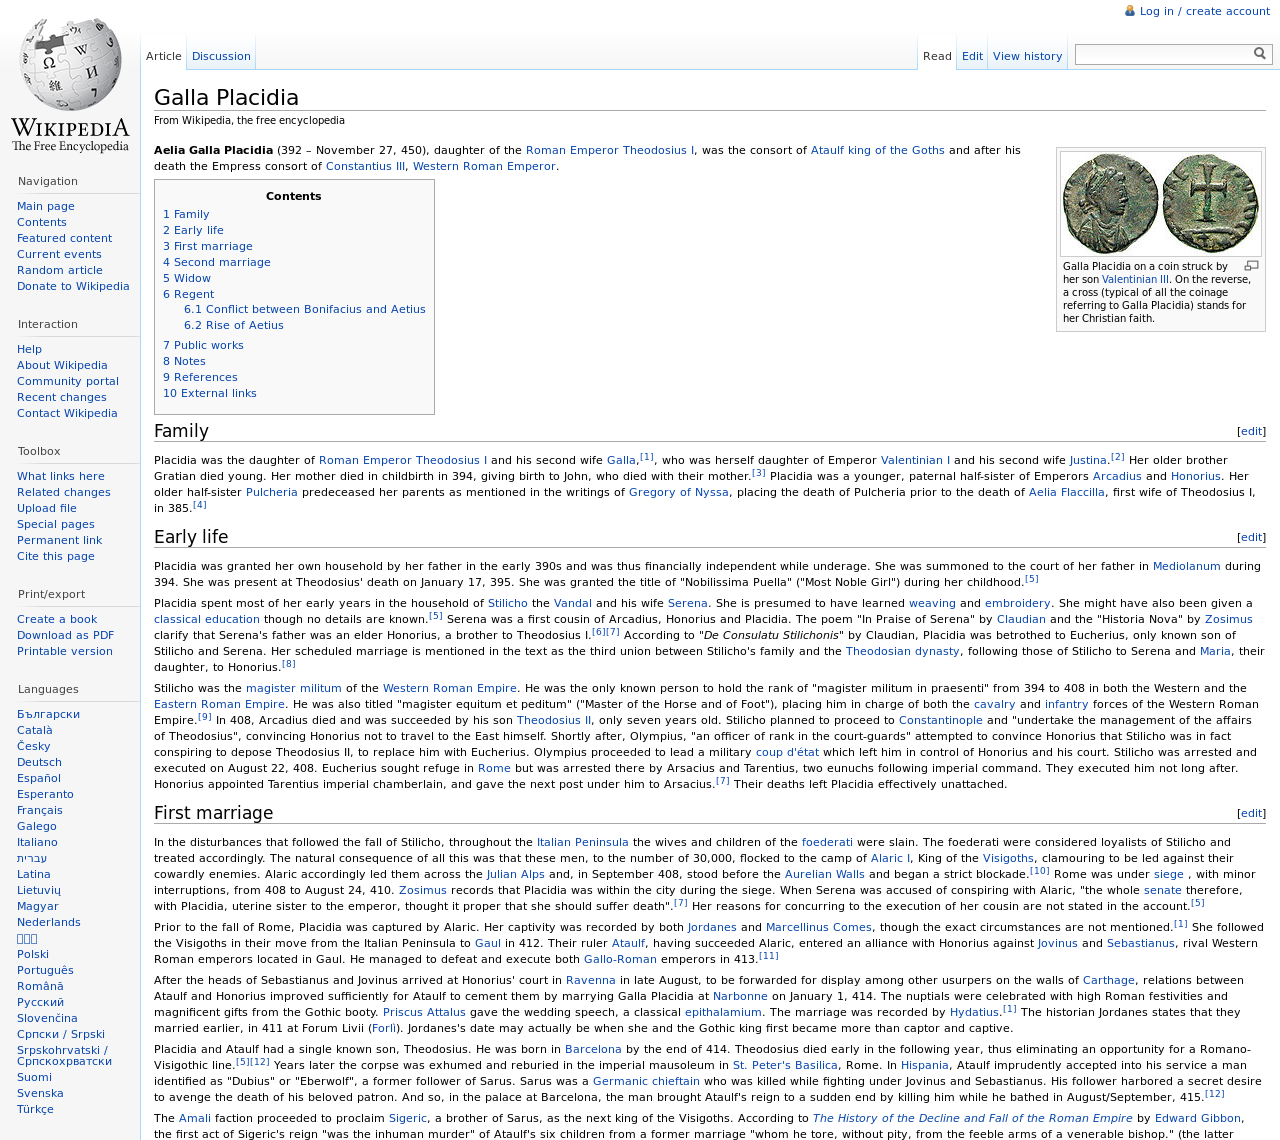 Log in / create account
Article
Discussion
Read
Edit
View history
WIKIPEDIA
The Free Encyclopedia
Navigation
Main page
Contents
Featured content
Current events
Random article
Donate to Wikipedia
Interaction
Help
About Wikipedia
Community portal
Recent changes
Contact Wikipedia
Toolbox
What links here
Related changes
Upload file
Special pages
Permanent link
Cite this page
Print/export
Create a book
Download as PDF
Printable version
Languages
Български
Català
Česky
Deutsch
Español
Esperanto
Français
Galego
Italiano
עברית
Latina
Lietuvių
Magyar
Nederlands
Polski
Português
Română
Русский
Slovenčina
Српски / Srpski
Srpskohrvatski /
Српскохрватски
Suomi
Svenska
Türkçe
Galla Placidia
From Wikipedia, the free encyclopedia
Aelia Galla Placidia (392 – November 27, 450), daughter of the Roman Emperor Theodosius I, was the consort of Ataulf king of the Goths and after his
death the Empress consort of Constantius III, Western Roman Emperor.
Galla Placidia on a coin struck by
her son Valentinian III. On the reverse,
a cross (typical of all the coinage
referring to Galla Placidia) stands for
her Christian faith.
Contents
1 Family
2 Early life
3 First marriage
4 Second marriage
5 Widow
6 Regent
6.1 Conflict between Bonifacius and Aetius
6.2 Rise of Aetius
7 Public works
8 Notes
9 References
10 External links
Family [edit]
Placidia was the daughter of Roman Emperor Theodosius I and his second wife Galla,[1], who was herself daughter of Emperor Valentinian I and his second wife Justina.[2] Her older brother
Gratian died young. Her mother died in childbirth in 394, giving birth to John, who died with their mother.[3] Placidia was a younger, paternal half-sister of Emperors Arcadius and Honorius. Her
older half-sister Pulcheria predeceased her parents as mentioned in the writings of Gregory of Nyssa, placing the death of Pulcheria prior to the death of Aelia Flaccilla, first wife of Theodosius I,
in 385.[4]
Early life [edit]
Placidia was granted her own household by her father in the early 390s and was thus financially independent while underage. She was summoned to the court of her father in Mediolanum during
394. She was present at Theodosius' death on January 17, 395. She was granted the title of "Nobilissima Puella" ("Most Noble Girl") during her childhood.[5]
Placidia spent most of her early years in the household of Stilicho the Vandal and his wife Serena. She is presumed to have learned weaving and embroidery. She might have also been given a
classical education though no details are known.[5] Serena was a first cousin of Arcadius, Honorius and Placidia. The poem "In Praise of Serena" by Claudian and the "Historia Nova" by Zosimus
clarify that Serena's father was an elder Honorius, a brother to Theodosius I.[6][7] According to "De Consulatu Stilichonis" by Claudian, Placidia was betrothed to Eucherius, only known son of
Stilicho and Serena. Her scheduled marriage is mentioned in the text as the third union between Stilicho's family and the Theodosian dynasty, following those of Stilicho to Serena and Maria, their
daughter, to Honorius.[8]
Stilicho was the magister militum of the Western Roman Empire. He was the only known person to hold the rank of "magister militum in praesenti" from 394 to 408 in both the Western and the
Eastern Roman Empire. He was also titled "magister equitum et peditum" ("Master of the Horse and of Foot"), placing him in charge of both the cavalry and infantry forces of the Western Roman
Empire.[9] In 408, Arcadius died and was succeeded by his son Theodosius II, only seven years old. Stilicho planned to proceed to Constantinople and "undertake the management of the affairs
of Theodosius", convincing Honorius not to travel to the East himself. Shortly after, Olympius, "an officer of rank in the court-guards" attempted to convince Honorius that Stilicho was in fact
conspiring to depose Theodosius II, to replace him with Eucherius. Olympius proceeded to lead a military coup d'état which left him in control of Honorius and his court. Stilicho was arrested and
executed on August 22, 408. Eucherius sought refuge in Rome but was arrested there by Arsacius and Tarentius, two eunuchs following imperial command. They executed him not long after.
Honorius appointed Tarentius imperial chamberlain, and gave the next post under him to Arsacius.[7] Their deaths left Placidia effectively unattached.
First marriage [edit]
In the disturbances that followed the fall of Stilicho, throughout the Italian Peninsula the wives and children of the foederati were slain. The foederati were considered loyalists of Stilicho and
treated accordingly. The natural consequence of all this was that these men, to the number of 30,000, flocked to the camp of Alaric I, King of the Visigoths, clamouring to be led against their
cowardly enemies. Alaric accordingly led them across the Julian Alps and, in September 408, stood before the Aurelian Walls and began a strict blockade.[10] Rome was under siege , with minor
interruptions, from 408 to August 24, 410. Zosimus records that Placidia was within the city during the siege. When Serena was accused of conspiring with Alaric, "the whole senate therefore,
with Placidia, uterine sister to the emperor, thought it proper that she should suffer death".[7] Her reasons for concurring to the execution of her cousin are not stated in the account.[5]
Prior to the fall of Rome, Placidia was captured by Alaric. Her captivity was recorded by both Jordanes and Marcellinus Comes, though the exact circumstances are not mentioned.[1] She followed
the Visigoths in their move from the Italian Peninsula to Gaul in 412. Their ruler Ataulf, having succeeded Alaric, entered an alliance with Honorius against Jovinus and Sebastianus, rival Western
Roman emperors located in Gaul. He managed to defeat and execute both Gallo-Roman emperors in 413.[11]
After the heads of Sebastianus and Jovinus arrived at Honorius' court in Ravenna in late August, to be forwarded for display among other usurpers on the walls of Carthage, relations between
Ataulf and Honorius improved sufficiently for Ataulf to cement them by marrying Galla Placidia at Narbonne on January 1, 414. The nuptials were celebrated with high Roman festivities and
magnificent gifts from the Gothic booty. Priscus Attalus gave the wedding speech, a classical epithalamium. The marriage was recorded by Hydatius.[1] The historian Jordanes states that they
married earlier, in 411 at Forum Livii (Forlì). Jordanes's date may actually be when she and the Gothic king first became more than captor and captive.
Placidia and Ataulf had a single known son, Theodosius. He was born in Barcelona by the end of 414. Theodosius died early in the following year, thus eliminating an opportunity for a Romano-
Visigothic line.[5][12] Years later the corpse was exhumed and reburied in the imperial mausoleum in St. Peter's Basilica, Rome. In Hispania, Ataulf imprudently accepted into his service a man
identified as "Dubius" or "Eberwolf", a former follower of Sarus. Sarus was a Germanic chieftain who was killed while fighting under Jovinus and Sebastianus. His follower harbored a secret desire
to avenge the death of his beloved patron. And so, in the palace at Barcelona, the man brought Ataulf's reign to a sudden end by killing him while he bathed in August/September, 415.[12]
The Amali faction proceeded to proclaim Sigeric, a brother of Sarus, as the next king of the Visigoths. According to The History of the Decline and Fall of the Roman Empire by Edward Gibbon,
the first act of Sigeric's reign "was the inhuman murder" of Ataulf's six children from a former marriage "whom he tore, without pity, from the feeble arms of a venerable bishop." (the latter